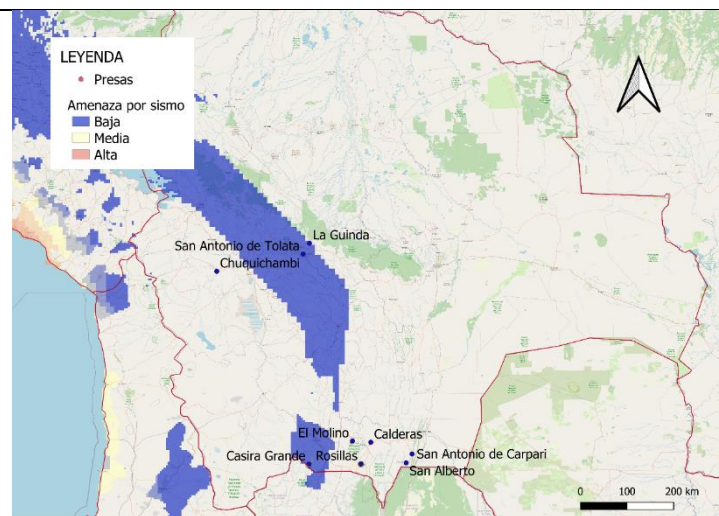 LEYENDA
Presas
Amenaza por sismo
Baja
Media
Alta
La Guinda
San Antonio de Tolata
Chuquichambi
El Molino
Calderas
Casira Grande
Rosillas
San Antonio de Carpari
San Alberto
0 100 200 km